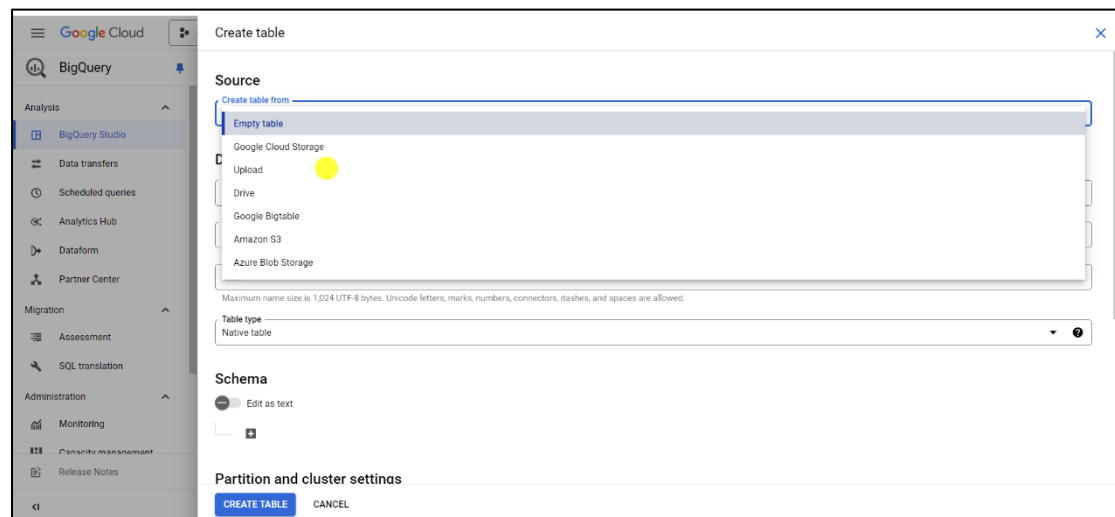 Google Cloud
BigQuery
Analysis
BigQuery Studio
Data transfers
Scheduled queries
Analytics Hub
Dataform
Partner Center
Migration
Assessment
SQL translation
Administration
Monitoring
Capacity management
Release Notes
Create table
Source
Create table from
Empty table
Google Cloud Storage
Upload
Drive
Google Bigtable
Amazon S3
Azure Blob Storage
Maximum name size is 1,024 UTF-8 bytes. Unicode letters, marks, numbers, connectors, dashes, and spaces are allowed.
Table type
Native table
Schema
Edit as text
Partition and cluster settings
CREATE TABLE CANCEL